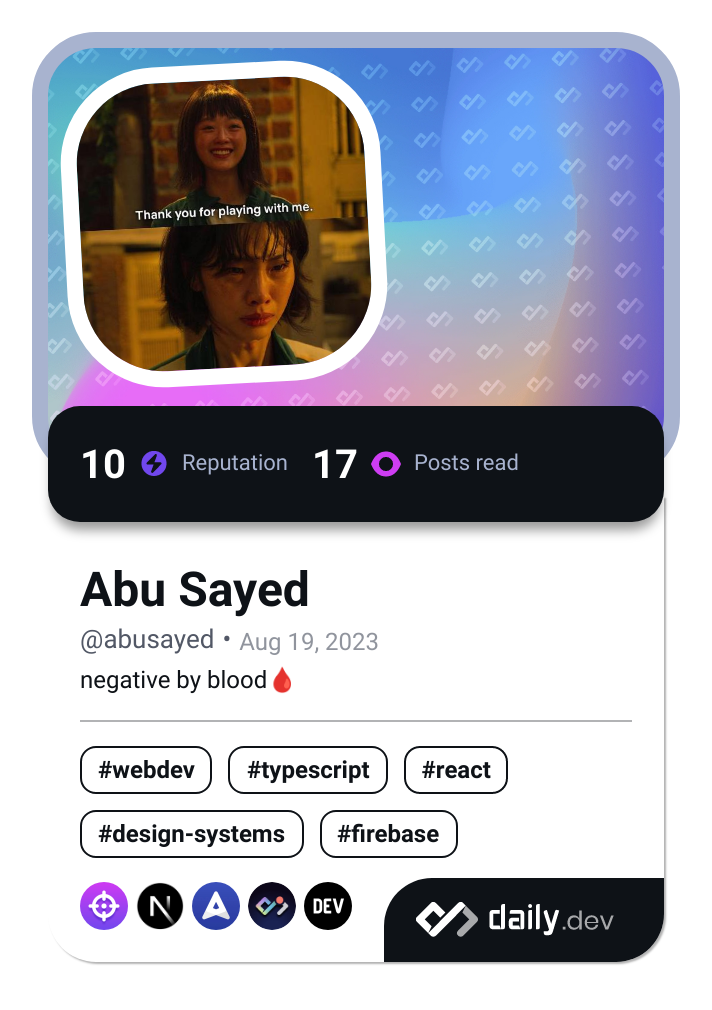 Thank you for playing with me.
10 Reputation 17 Posts read
Abu Sayed
@abusayed • Aug 19, 2023
negative by blood🩸
#webdev #typescript #react
#design-systems #firebase
N A DEV
daily.dev